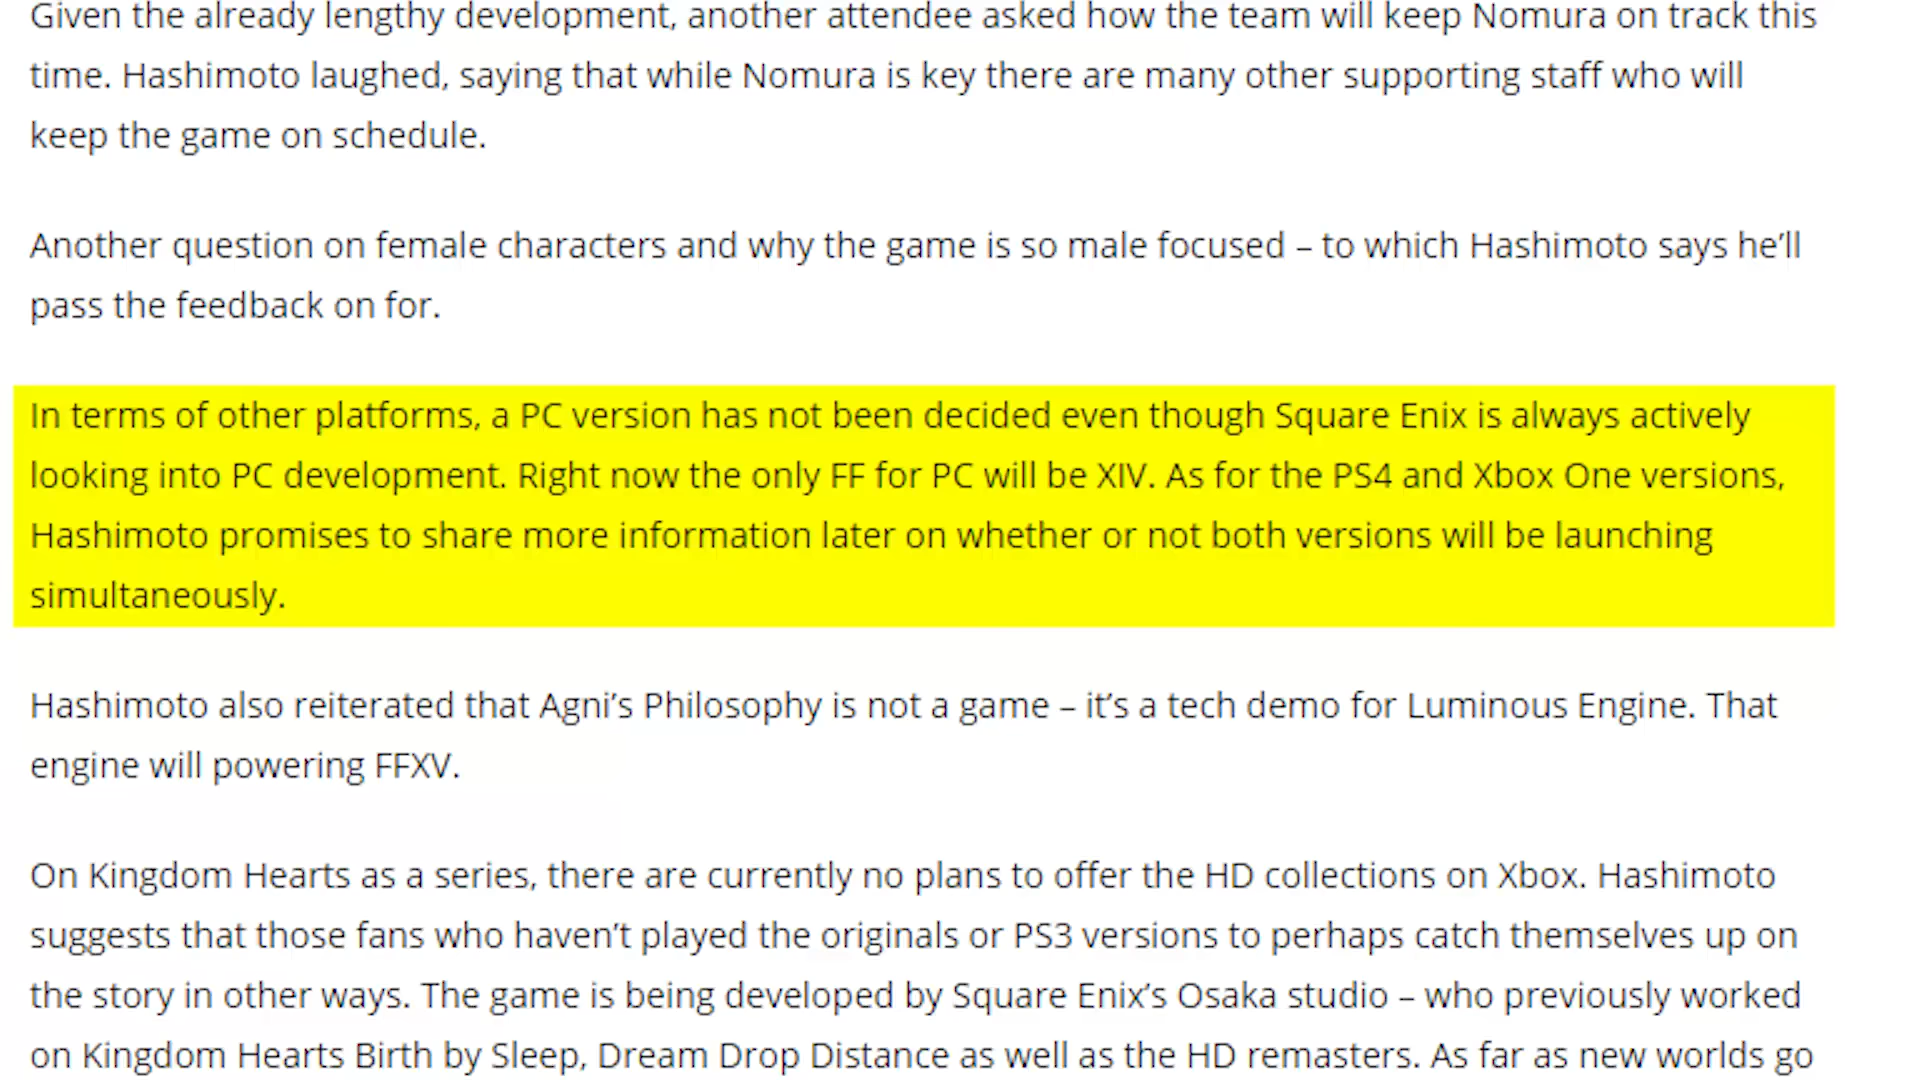 Given the already lengthy development, another attendee asked how the team will keep Nomura on track this
time. Hashimoto laughed, saying that while Nomura is key there are many other supporting staff who will
keep the game on schedule.
Another question on female characters and why the game is so male focused – to which Hashimoto says he’ll
pass the feedback on for.
In terms of other platforms, a PC version has not been decided even though Square Enix is always actively
looking into PC development. Right now the only FF for PC will be XIV. As for the PS4 and Xbox One versions,
Hashimoto promises to share more information later on whether or not both versions will be launching
simultaneously.
Hashimoto also reiterated that Agni’s Philosophy is not a game – it’s a tech demo for Luminous Engine. That
engine will powering FFXV.
On Kingdom Hearts as a series, there are currently no plans to offer the HD collections on Xbox. Hashimoto
suggests that those fans who haven’t played the originals or PS3 versions to perhaps catch themselves up on
the story in other ways. The game is being developed by Square Enix’s Osaka studio – who previously worked
on Kingdom Hearts Birth by Sleep, Dream Drop Distance as well as the HD remasters. As far as new worlds go